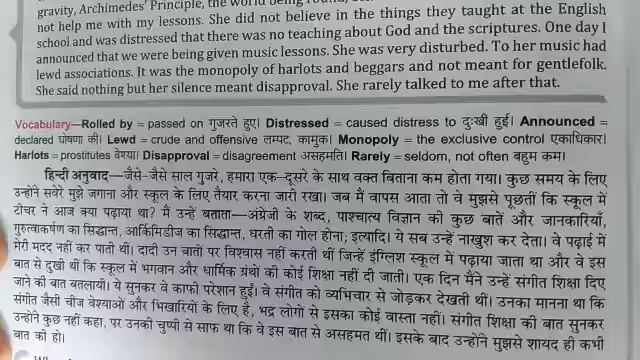 gravity, Archimedes' Principle, the world being round,
not help me with my lessons. She did not believe in the things they taught at the English
school and was distressed that there was no teaching about God and the scriptures. One day I
announced that we were being given music lessons. She was very disturbed. To her music had
lewd associations. It was the monopoly of harlots and beggars and not meant for gentlefolk.
She said nothing but her silence meant disapproval. She rarely talked to me after that.
Vocabulary—Rolled by = passed on गुजरते हुए। Distressed = caused distress to दुःखी हुई। Announced =
declared घोषणा की। Lewd = crude and offensive लम्पट, कामुक। Monopoly = the exclusive control एकाधिकार।
Harlots = prostitutes वेश्या। Disapproval = disagreement असहमति। Rarely = seldom, not often बहुम कम।
हिन्दी अनुवाद—जैसे-जैसे साल गुजरे, हमारा एक-दूसरे के साथ वक्त बिताना कम होता गया। कुछ समय के लिए
उन्होंने सवेरे मुझे जगाना और स्कूल के लिए तैयार करना जारी रखा। जब मैं वापस आता तो वे मुझसे पूछती कि स्कूल में
टीचर ने आज क्या पढ़ाया था? मैं उन्हें बताता—अंग्रेजी के शब्द, पाश्चात्य विज्ञान की कुछ बातें और जानकारियाँ,
गुरुत्वाकर्षण का सिद्धान्त, आर्किमिडीज का सिद्धान्त, धरती का गोल होना; इत्यादि। ये सब उन्हें नाखुश कर देता। वे पढ़ाई में
मेरी मदद नहीं कर पाती थीं। दादी उन बातों पर विश्वास नहीं करती थीं जिन्हें इंग्लिश स्कूल में पढ़ाया जाता था और वे इस
बात से दुखी थीं कि स्कूल में भगवान और धार्मिक ग्रंथों की कोई शिक्षा नहीं दी जाती। एक दिन मैंने उन्हें संगीत शिक्षा दिए
जाने की बात बतलायी। ये सुनकर वे काफी परेशान हुईं। वे संगीत को व्यभिचार से जोड़कर देखती थीं। उनका मानना था कि
संगीत जैसी चीज वेश्याओं और भिखारियों के लिए है, भद्र लोगों से इसका कोई वास्ता नहीं। संगीत शिक्षा की बात सुनकर
उन्होंने कुछ नहीं कहा, पर उनकी चुप्पी से साफ था कि वे इस बात से असहमत थीं। इसके बाद उन्होंने मुझसे शायद ही कभी
बात की हो।